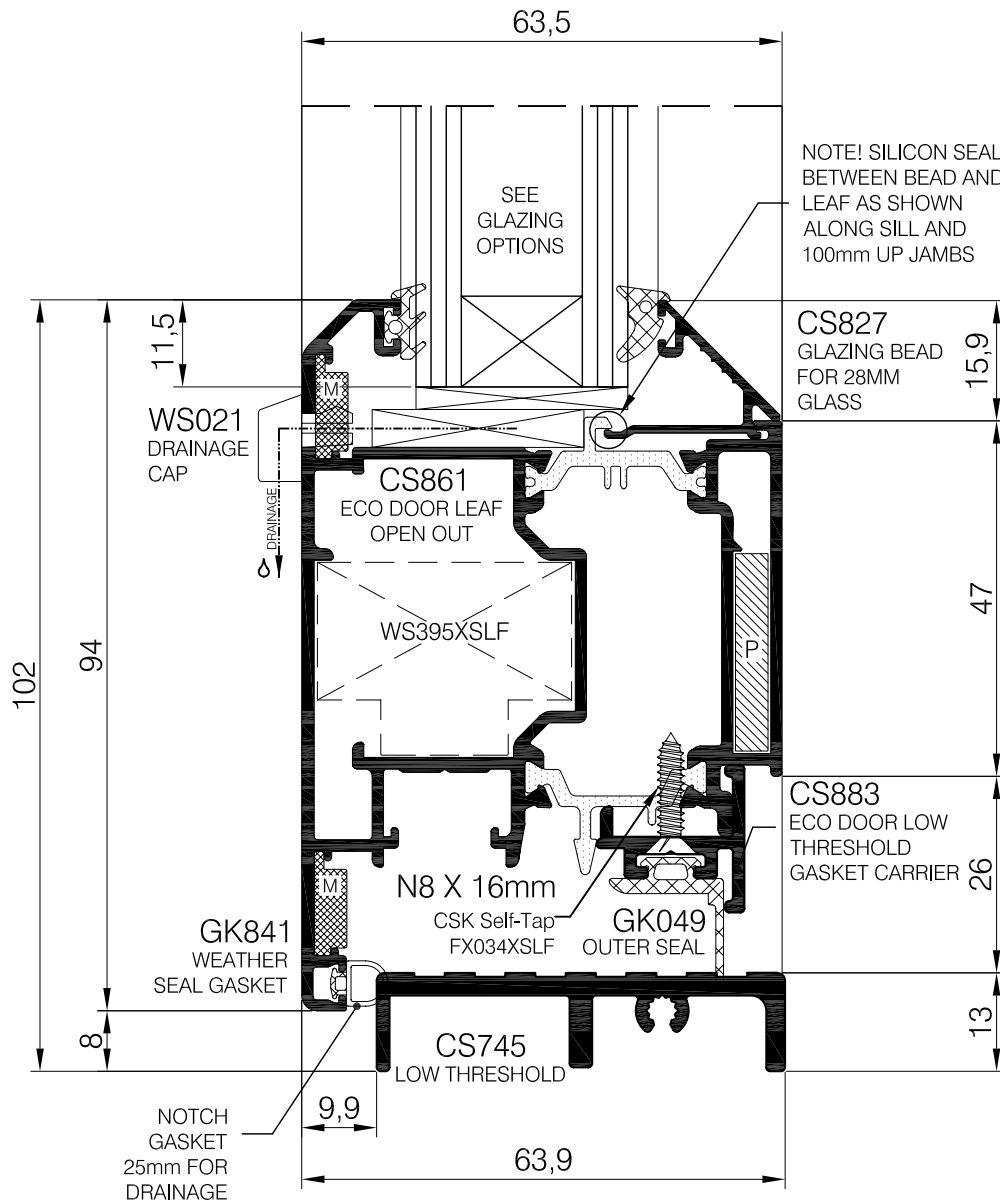 63,5
NOTE! SILICON SEAL
BETWEEN BEAD AND
LEAF AS SHOWN
ALONG SILL AND
100mm UP JAMBS
SEE
GLAZING
OPTIONS
11,5
CS827
GLAZING BEAD
FOR 28MM
GLASS
15,9
M
WS021
DRAINAGE
CAP
CS861
ECO DOOR LEAF
OPEN OUT
DRAINAGE
WS395XSLF
P
47
94
102
CS883
ECO DOOR LOW
THRESHOLD
GASKET CARRIER
26
M
N8 X 16mm
CSK Self-Tap
FX034XSLF
GK049
OUTER SEAL
GK841
WEATHER
SEAL GASKET
8
CS745
LOW THRESHOLD
13
9,9
NOTCH
GASKET
25mm FOR
DRAINAGE
63,9